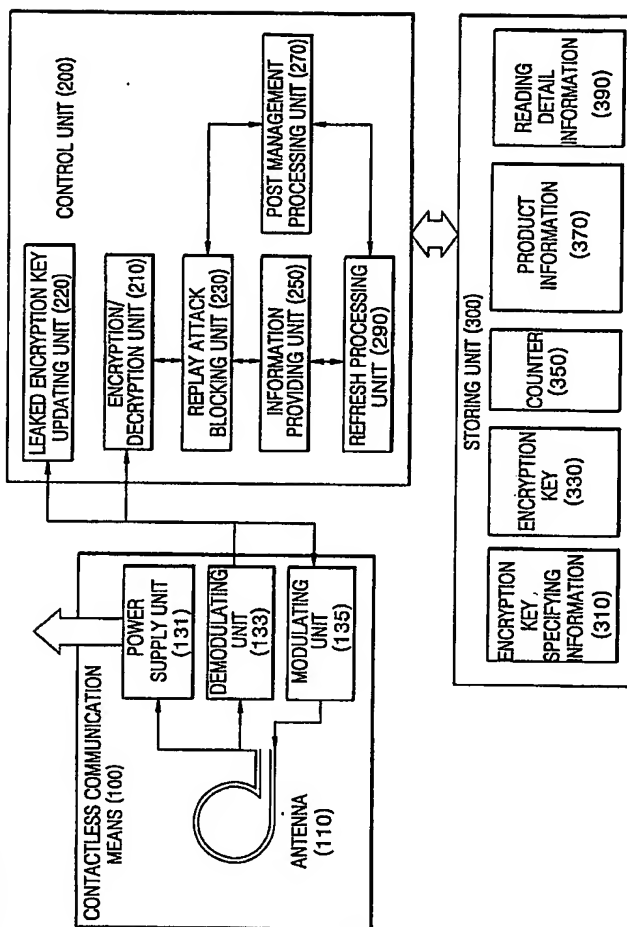 CONTACTLESS COMMUNICATION
MEANS (100)
ANTENNA
(110)
POWER
SUPPLY UNIT
(131)
DEMODULATING
UNIT
(133)
MODULATING
UNIT
(135)
CONTROL UNIT (200)
LEAKED ENCRYPTION KEY
UPDATING UNIT (220)
ENCRYPTION/
DECRYPTION UNIT (210)
REPLAY ATTACK
BLOCKING UNIT (230)
INFORMATION
PROVIDING UNIT (250)
REFRESH PROCESSING
UNIT (290)
POST MANAGEMENT
PROCESSING UNIT (270)
STORING UNIT (300)
ENCRYPTION
KEY,
SPECIFYING
INFORMATION
(310)
ENCRYPTION
KEY
(330)
COUNTER
(350)
PRODUCT
INFORMATION
(370)
READING
DETAIL
INFORMATION
(390)